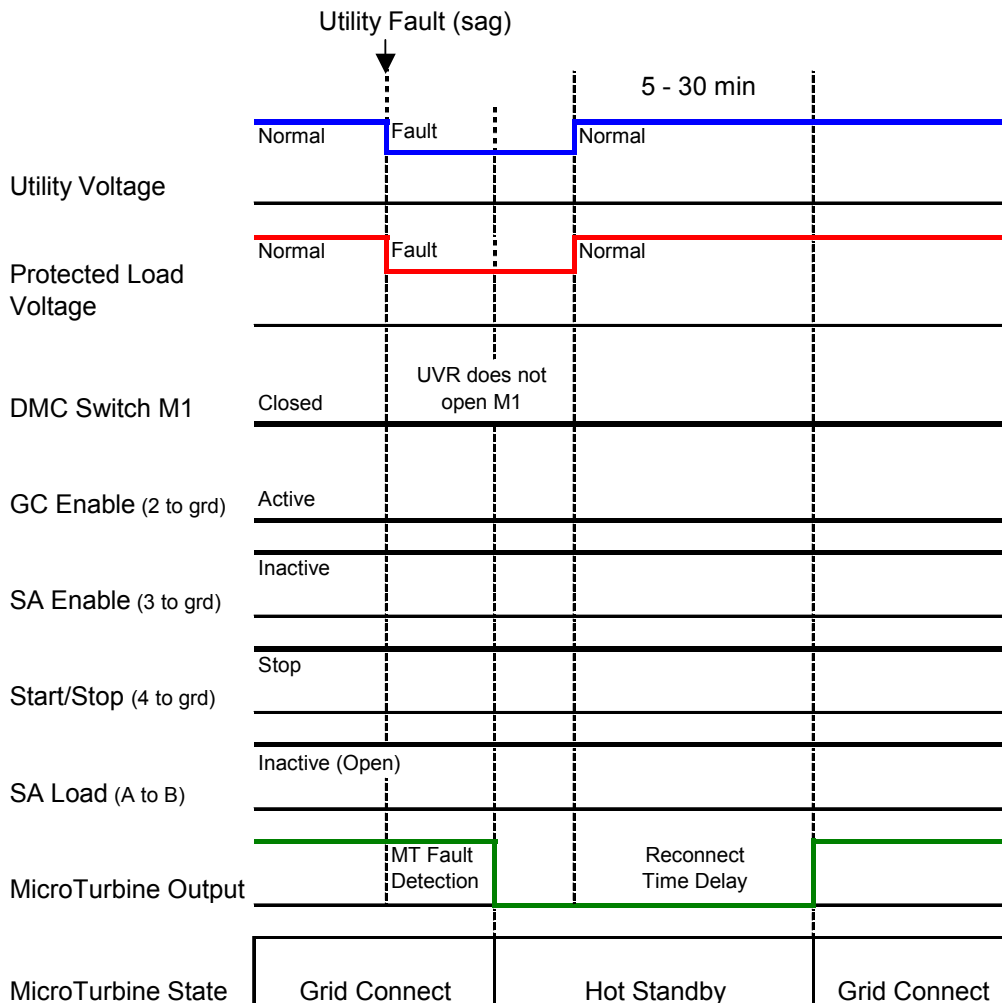 Utility Fault (sag)
5 - 30 min
Normal
Fault
Normal
Utility Voltage
Normal
Fault
Normal
Protected Load
Voltage
UVR does not
open M1
DMC Switch M1
Closed
GC Enable (2 to grd)
Active
Inactive
SA Enable (3 to grd)
Stop
Start/Stop (4 to grd)
Inactive (Open)
SA Load (A to B)
MT Fault
Detection
Reconnect
Time Delay
MicroTurbine Output
MicroTurbine State
Grid Connect
Hot Standby
Grid Connect